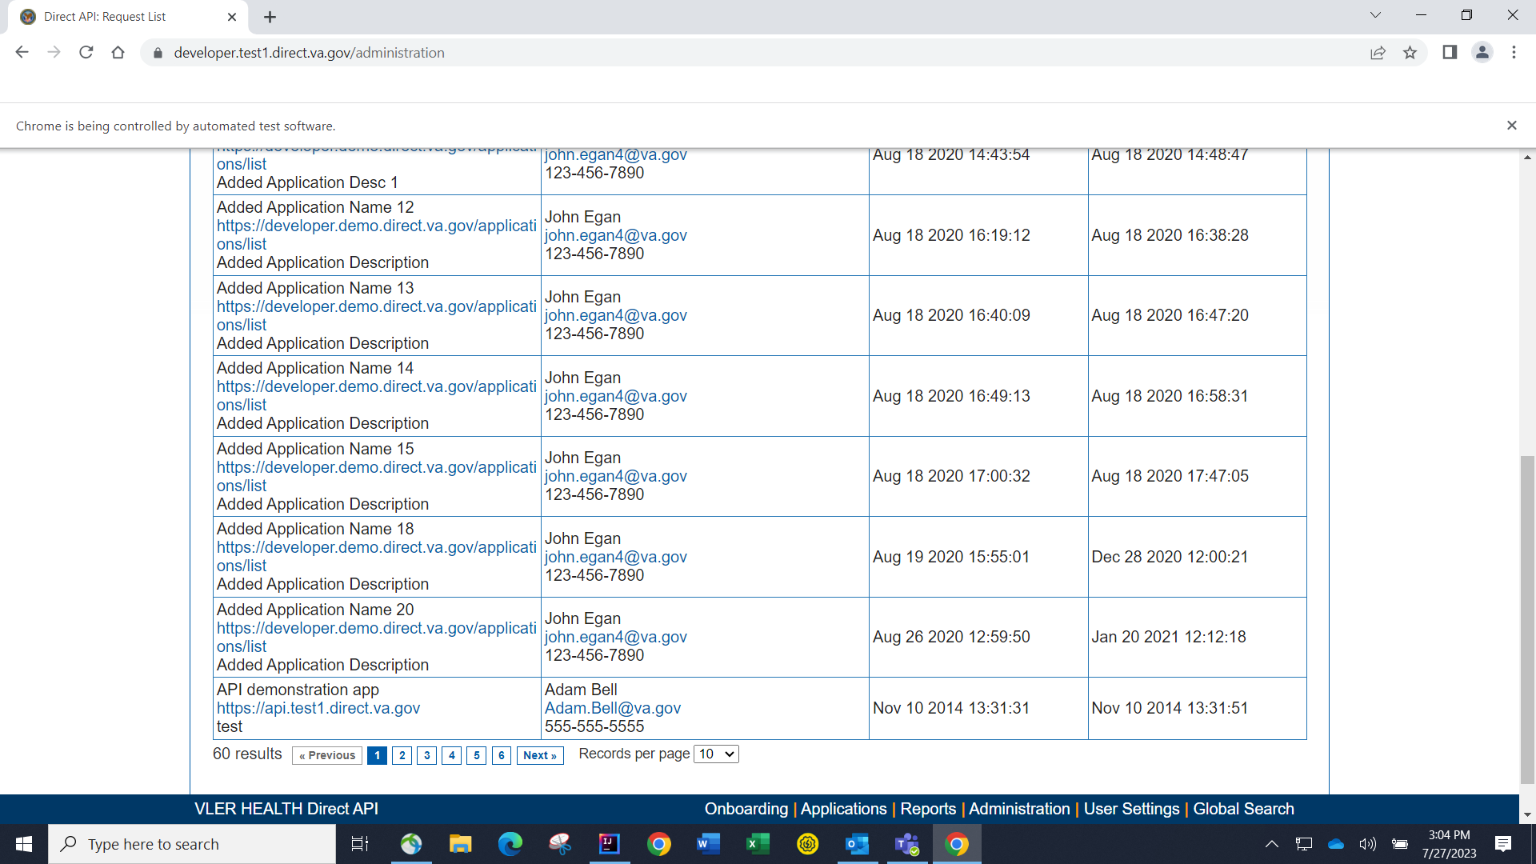 Direct API: Request List
developer.test1.direct.va.gov/administration
Chrome is being controlled by automated test software.
https://developer.demo.direct.va.gov/applicati
ons/list
Added Application Desc 1
john.egan4@va.gov
123-456-7890
Aug 18 2020 14:43:54
Aug 18 2020 14:48:47
Added Application Name 12
https://developer.demo.direct.va.gov/applicati
ons/list
Added Application Description
John Egan
john.egan4@va.gov
123-456-7890
Aug 18 2020 16:19:12
Aug 18 2020 16:38:28
Added Application Name 13
https://developer.demo.direct.va.gov/applicati
ons/list
Added Application Description
John Egan
john.egan4@va.gov
123-456-7890
Aug 18 2020 16:40:09
Aug 18 2020 16:47:20
Added Application Name 14
https://developer.demo.direct.va.gov/applicati
ons/list
Added Application Description
John Egan
john.egan4@va.gov
123-456-7890
Aug 18 2020 16:49:13
Aug 18 2020 16:58:31
Added Application Name 15
https://developer.demo.direct.va.gov/applicati
ons/list
Added Application Description
John Egan
john.egan4@va.gov
123-456-7890
Aug 18 2020 17:00:32
Aug 18 2020 17:47:05
Added Application Name 18
https://developer.demo.direct.va.gov/applicati
ons/list
Added Application Description
John Egan
john.egan4@va.gov
123-456-7890
Aug 19 2020 15:55:01
Dec 28 2020 12:00:21
Added Application Name 20
https://developer.demo.direct.va.gov/applicati
ons/list
Added Application Description
John Egan
john.egan4@va.gov
123-456-7890
Aug 26 2020 12:59:50
Jan 20 2021 12:12:18
API demonstration app
https://api.test1.direct.va.gov
test
Adam Bell
Adam.Bell@va.gov
555-555-5555
Nov 10 2014 13:31:31
Nov 10 2014 13:31:51
60 results « Previous 1 2 3 4 5 6 Next » Records per page 10
VLER HEALTH Direct API Onboarding | Applications | Reports | Administration | User Settings | Global Search
Type here to search
3:04 PM
7/27/2023